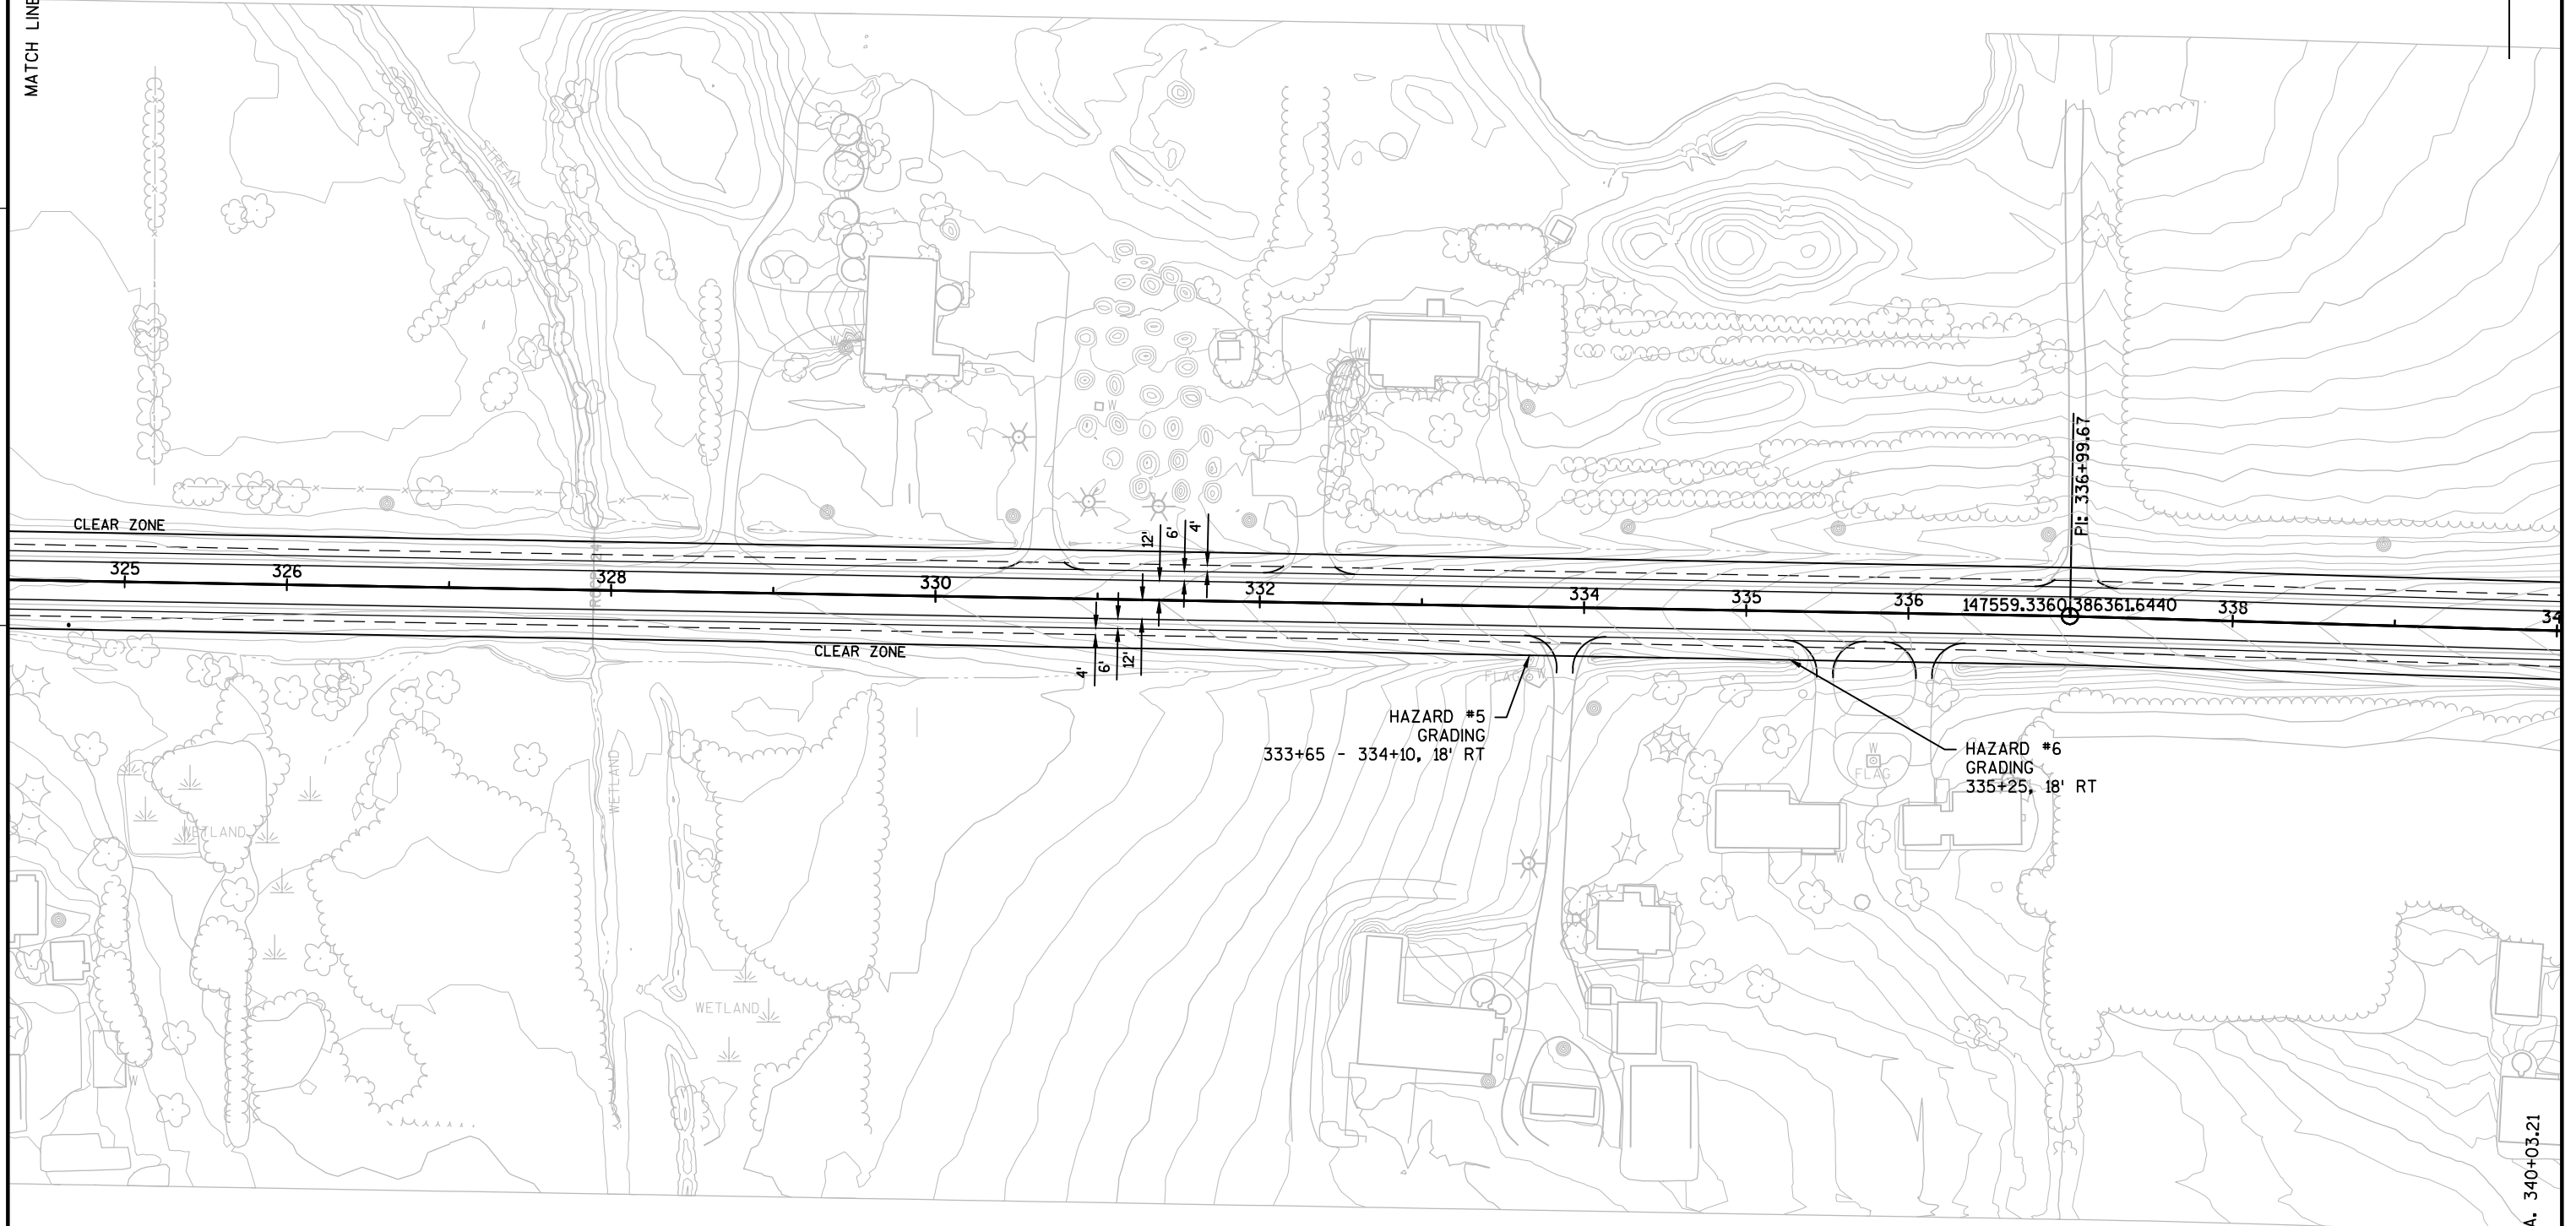 MATCH LINE
STREAM
W
W
W
W
CLEAR ZONE
PI: 336+99.67
12'
6'
4'
325
326
328
330
332
334
335
336
147559.3360,386361.6440
338
34
CLEAR ZONE
4'
6'
12'
FLAG W
HAZARD #5
GRADING
333+65 - 334+10, 18' RT
HAZARD #6
GRADING
335+25, 18' RT
W
FLAG
WETLAND
WETLAND
W
WETLAND
W
A. 340+03.21